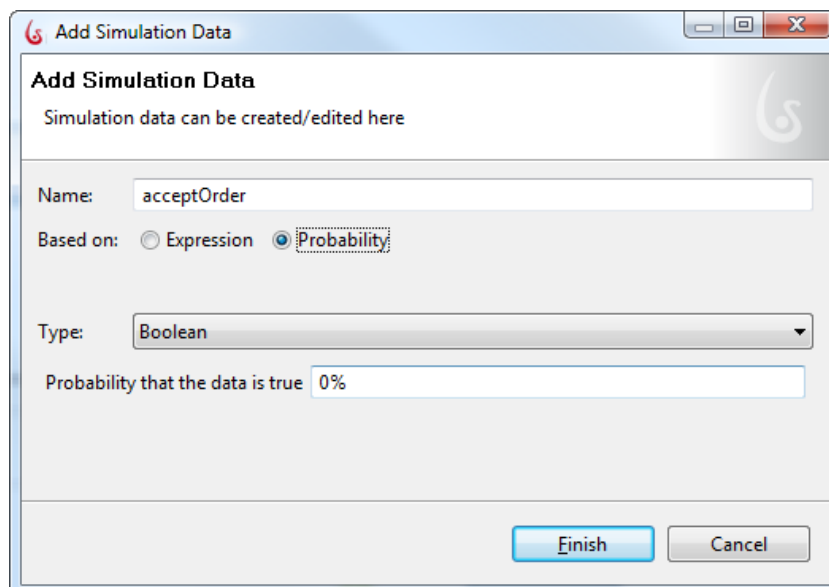 Add Simulation Data
Add Simulation Data
Simulation data can be created/edited here
Name: acceptOrder
Based on: Expression Probability
Type: Boolean
Probability that the data is true 0%
Finish Cancel